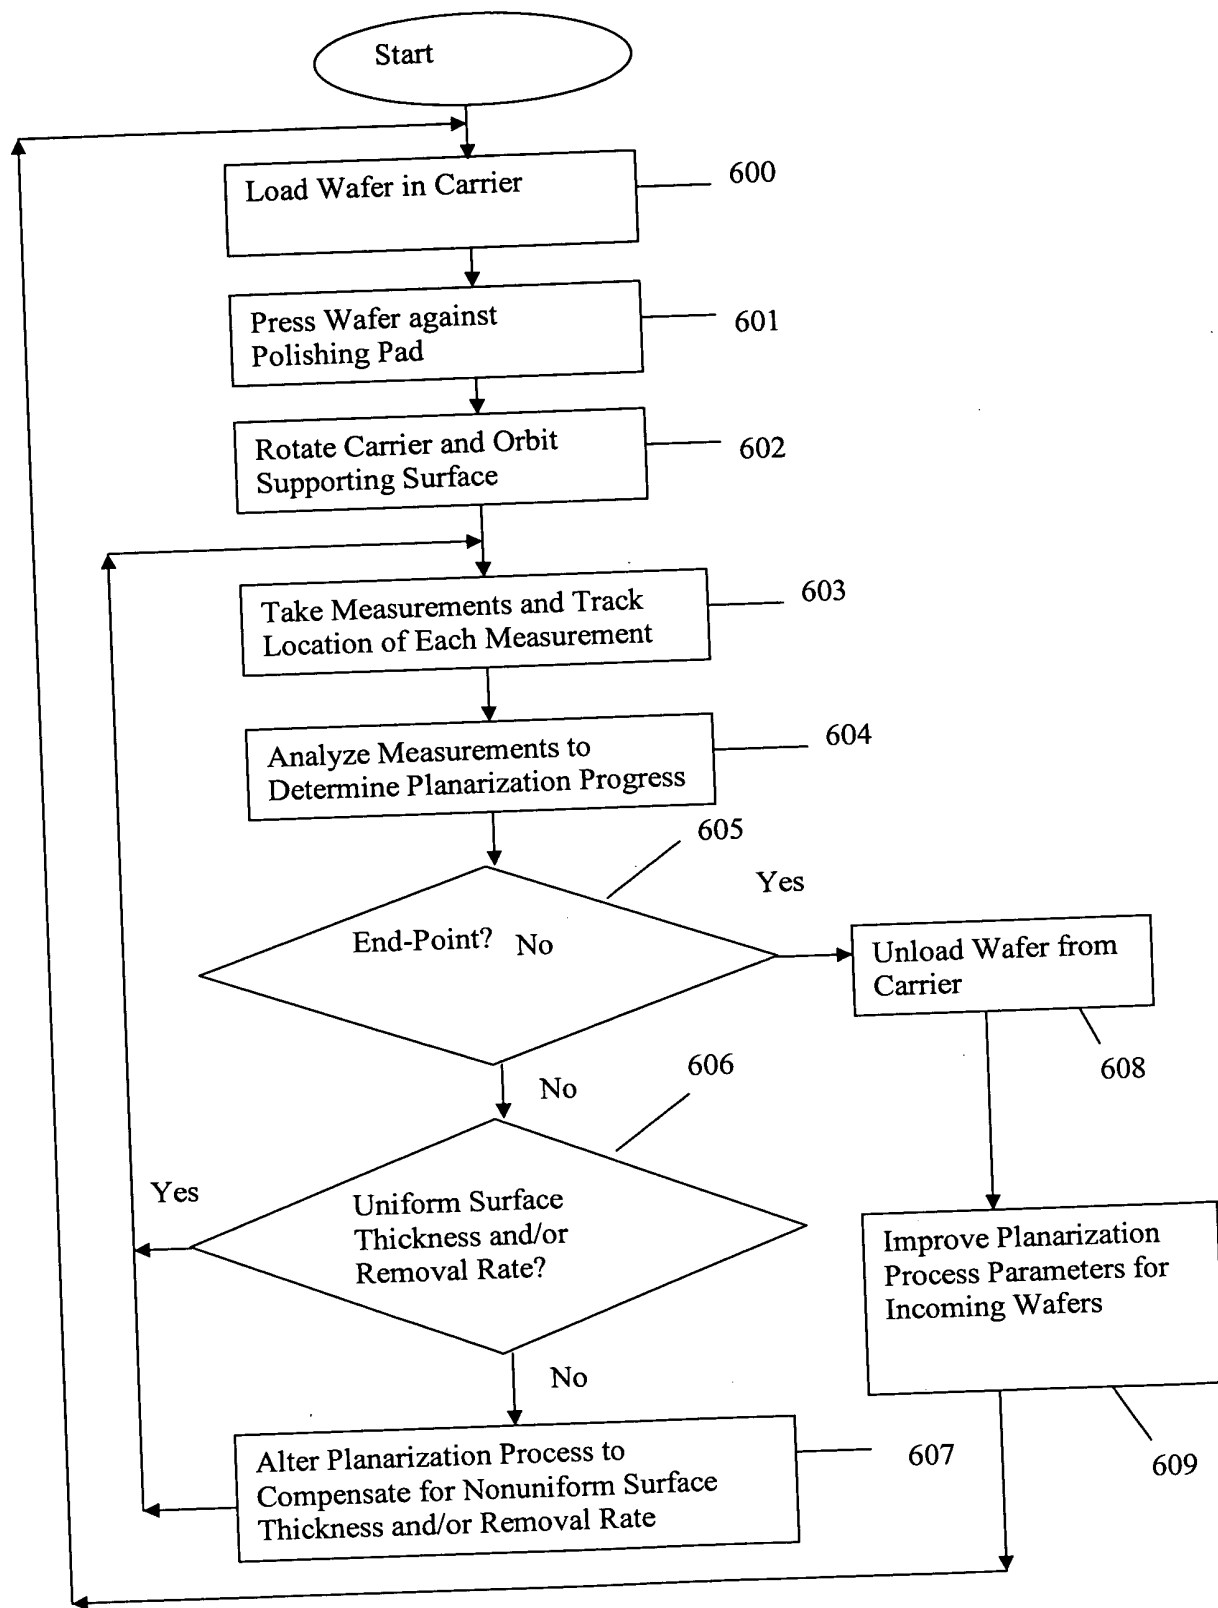 Start
Load Wafer in Carrier
600
Press Wafer against
Polishing Pad
601
Rotate Carrier and Orbit
Supporting Surface
602
Take Measurements and Track
Location of Each Measurement
603
Analyze Measurements to
Determine Planarization Progress
604
605
Yes
End-Point? No
Unload Wafer from
Carrier
608
No
606
Yes
Uniform Surface
Thickness and/or
Removal Rate?
Improve Planarization
Process Parameters for
Incoming Wafers
609
No
Alter Planarization Process to
Compensate for Nonuniform Surface
Thickness and/or Removal Rate
607